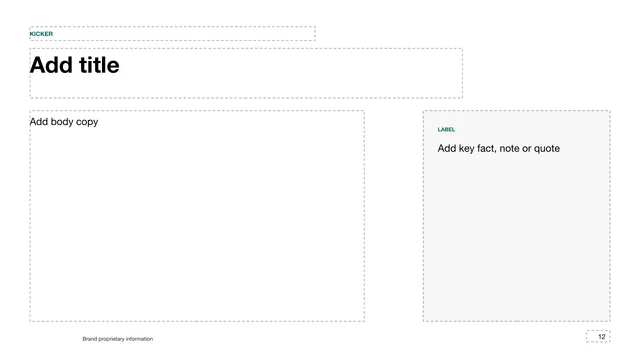 KICKER
Add title
Add body copy
LABEL
Add key fact, note or quote
Brand proprietary information
12